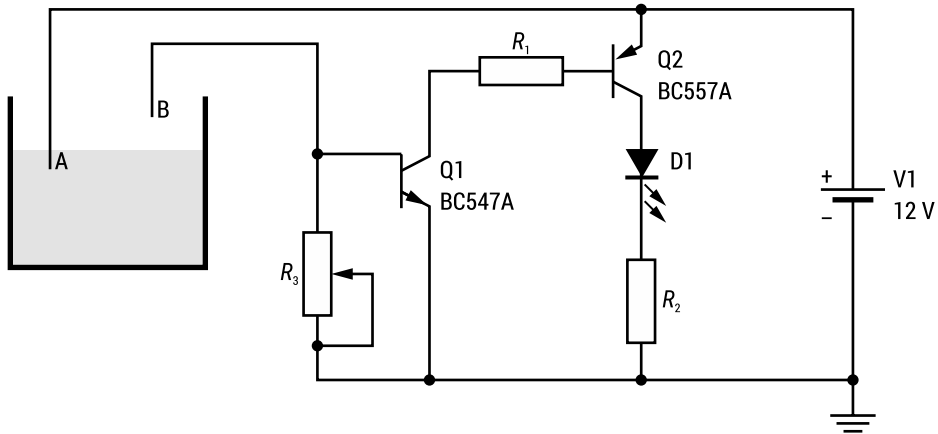 R₁
Q2
BC557A
B
A
Q1
BC547A
D1
+
V1
12 V
–
R₃
R₂